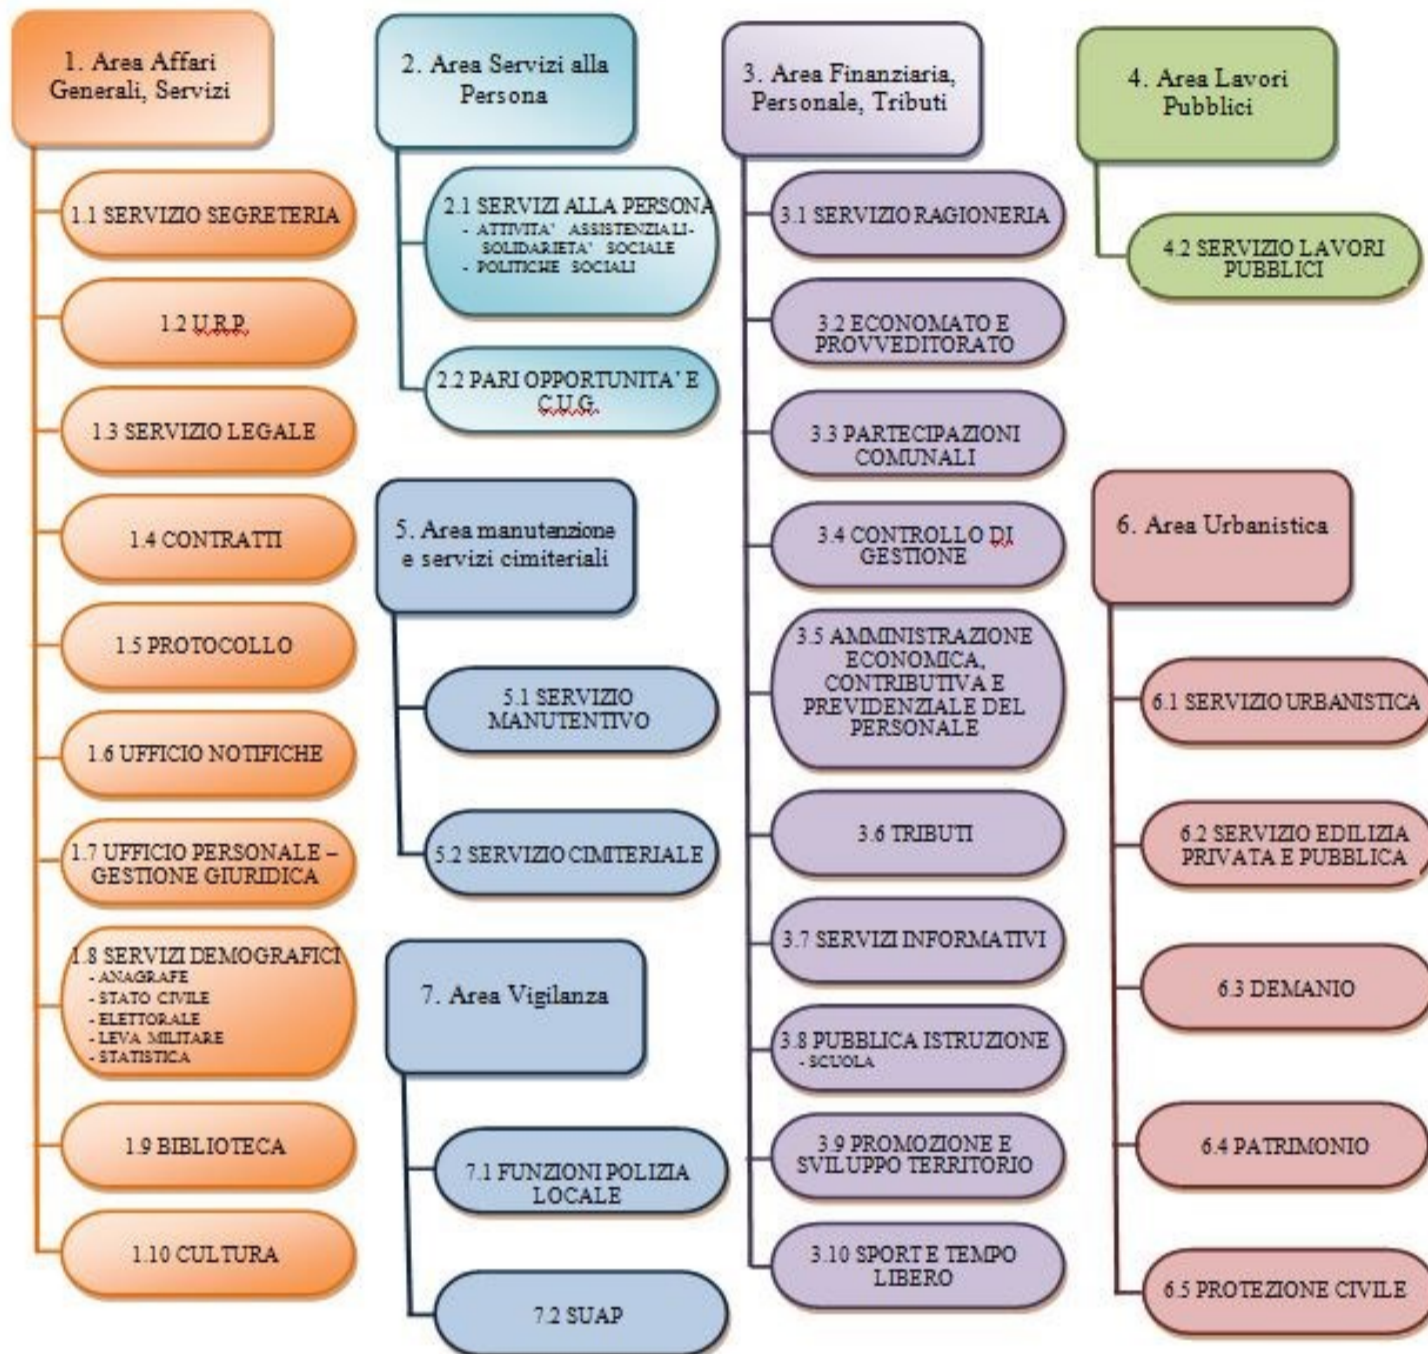 1. Area Affari
Generali, Servizi
1.1 SERVIZIO SEGRETERIA
1.2 U.R.P.
1.3 SERVIZIO LEGALE
1.4 CONTRATTI
1.5 PROTOCOLLO
1.6 UFFICIO NOTIFICHE
1.7 UFFICIO PERSONALE –
GESTIONE GIURIDICA
1.8 SERVIZI DEMOGRAFICI
- ANAGRAFE
- STATO CIVILE
- ELETTORALE
- LEVA MILITARE
- STATISTICA
1.9 BIBLIOTECA
1.10 CULTURA
2. Area Servizi alla
Persona
2.1 SERVIZI ALLA PERSONA
- ATTIVITA' ASSISTENZIALI-
SOLIDARIETA' SOCIALE
- POLITICHE SOCIALI
2.2 PARI OPPORTUNITA' E
C.U.G.
3. Area Finanziaria,
Personale, Tributi
3.1 SERVIZIO RAGIONERIA
3.2 ECONOMATO E
PROVVEDITORATO
3.3 PARTECIPAZIONI
COMUNALI
3.4 CONTROLLO DI
GESTIONE
3.5 AMMINISTRAZIONE
ECONOMICA,
CONTRIBUTIVA E
PREVIDENZIALE DEL
PERSONALE
3.6 TRIBUTI
3.7 SERVIZI INFORMATIVI
3.8 PUBBLICA ISTRUZIONE
- SCUOLA
3.9 PROMOZIONE E
SVILUPPO TERRITORIO
3.10 SPORT E TEMPO
LIBERO
4. Area Lavori
Pubblici
4.2 SERVIZIO LAVORI
PUBBLICI
5. Area manutenzione
e servizi cimiteriali
5.1 SERVIZIO
MANUTENTIVO
5.2 SERVIZIO CIMITERIALE
6. Area Urbanistica
6.1 SERVIZIO URBANISTICA
6.2 SERVIZIO EDILIZIA
PRIVATA E PUBBLICA
6.3 DEMANIO
6.4 PATRIMONIO
6.5 PROTEZIONE CIVILE
7. Area Vigilanza
7.1 FUNZIONI POLIZIA
LOCALE
7.2 SUAP